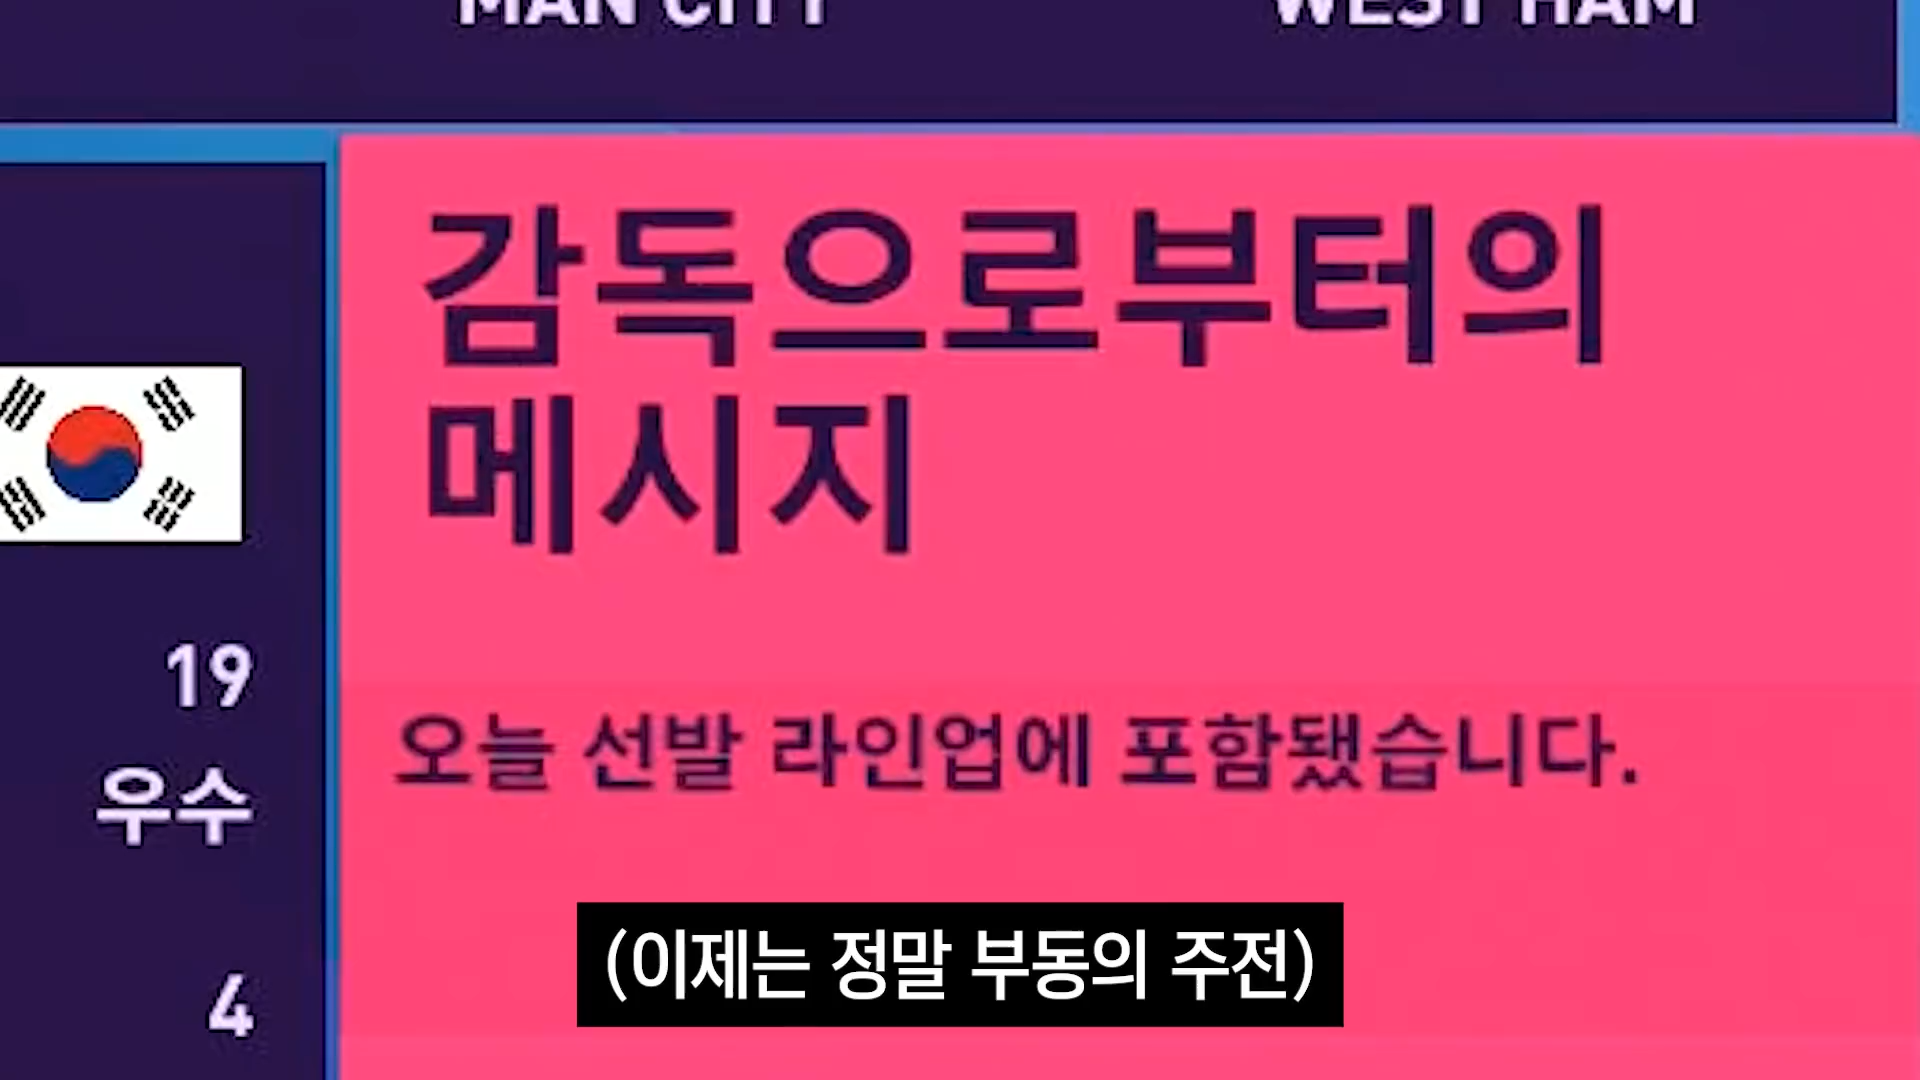 MAN CITY
WEST HAM
감독으로부터의
메시지
19
오늘 선발 라인업에 포함됐습니다.
우수
4
(이제는 정말 부동의 주전)